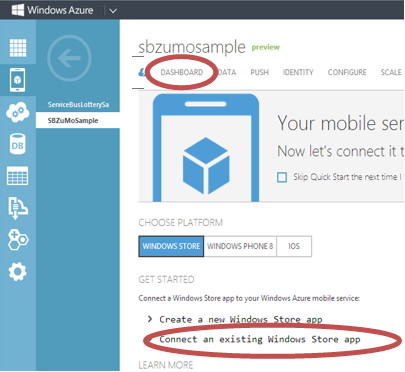 Windows Azure
sbzumosample preview
DASHBOARD DATA PUSH IDENTITY CONFIGURE SCALE
ServiceBusLotterySa
SBZuMoSample
DB
Your mobile ser
Now let's connect it t
Skip Quick Start the next time I
CHOOSE PLATFORM
WINDOWS STORE WINDOWS PHONE 8 IOS
GET STARTED
Connect a Windows Store app to your Windows Azure mobile service:
Create a new Windows Store app
Connect an existing Windows Store app
LEARN MORE